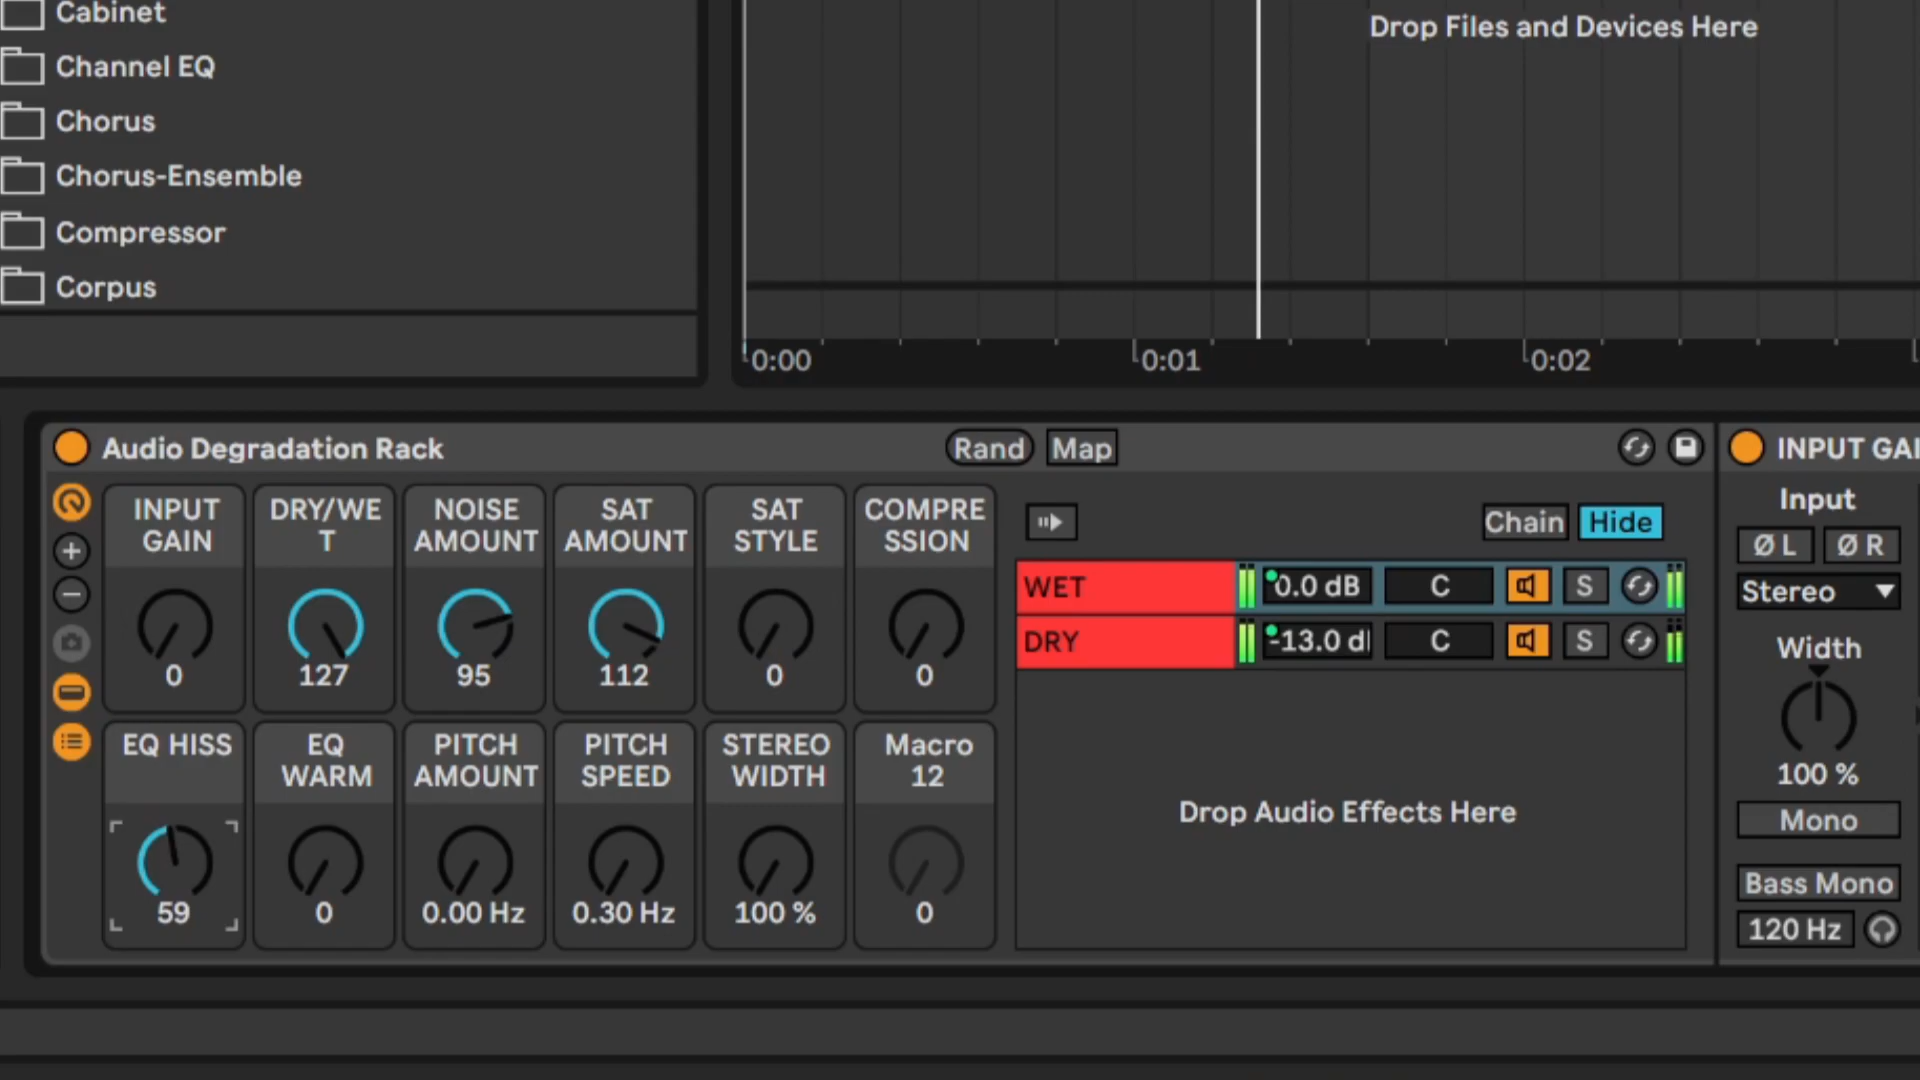 Cabinet
Channel EQ
Chorus
Chorus-Ensemble
Compressor
Corpus
Drop Files and Devices Here
0:00
0:01
0:02
Audio Degradation Rack
Rand
Map
INPUT
GAIN
0
DRY/WE
T
127
NOISE
AMOUNT
95
SAT
AMOUNT
112
SAT
STYLE
0
COMPRE
SSION
0
EQ HISS
59
EQ
WARM
0
PITCH
AMOUNT
0.00 Hz
PITCH
SPEED
0.30 Hz
STEREO
WIDTH
100 %
Macro
12
0
Chain
Hide
WET
0.0 dB
C
S
DRY
-13.0 d
C
S
Drop Audio Effects Here
INPUT GAI
Input
Ø L
Ø R
Stereo
Width
100 %
Mono
Bass Mono
120 Hz